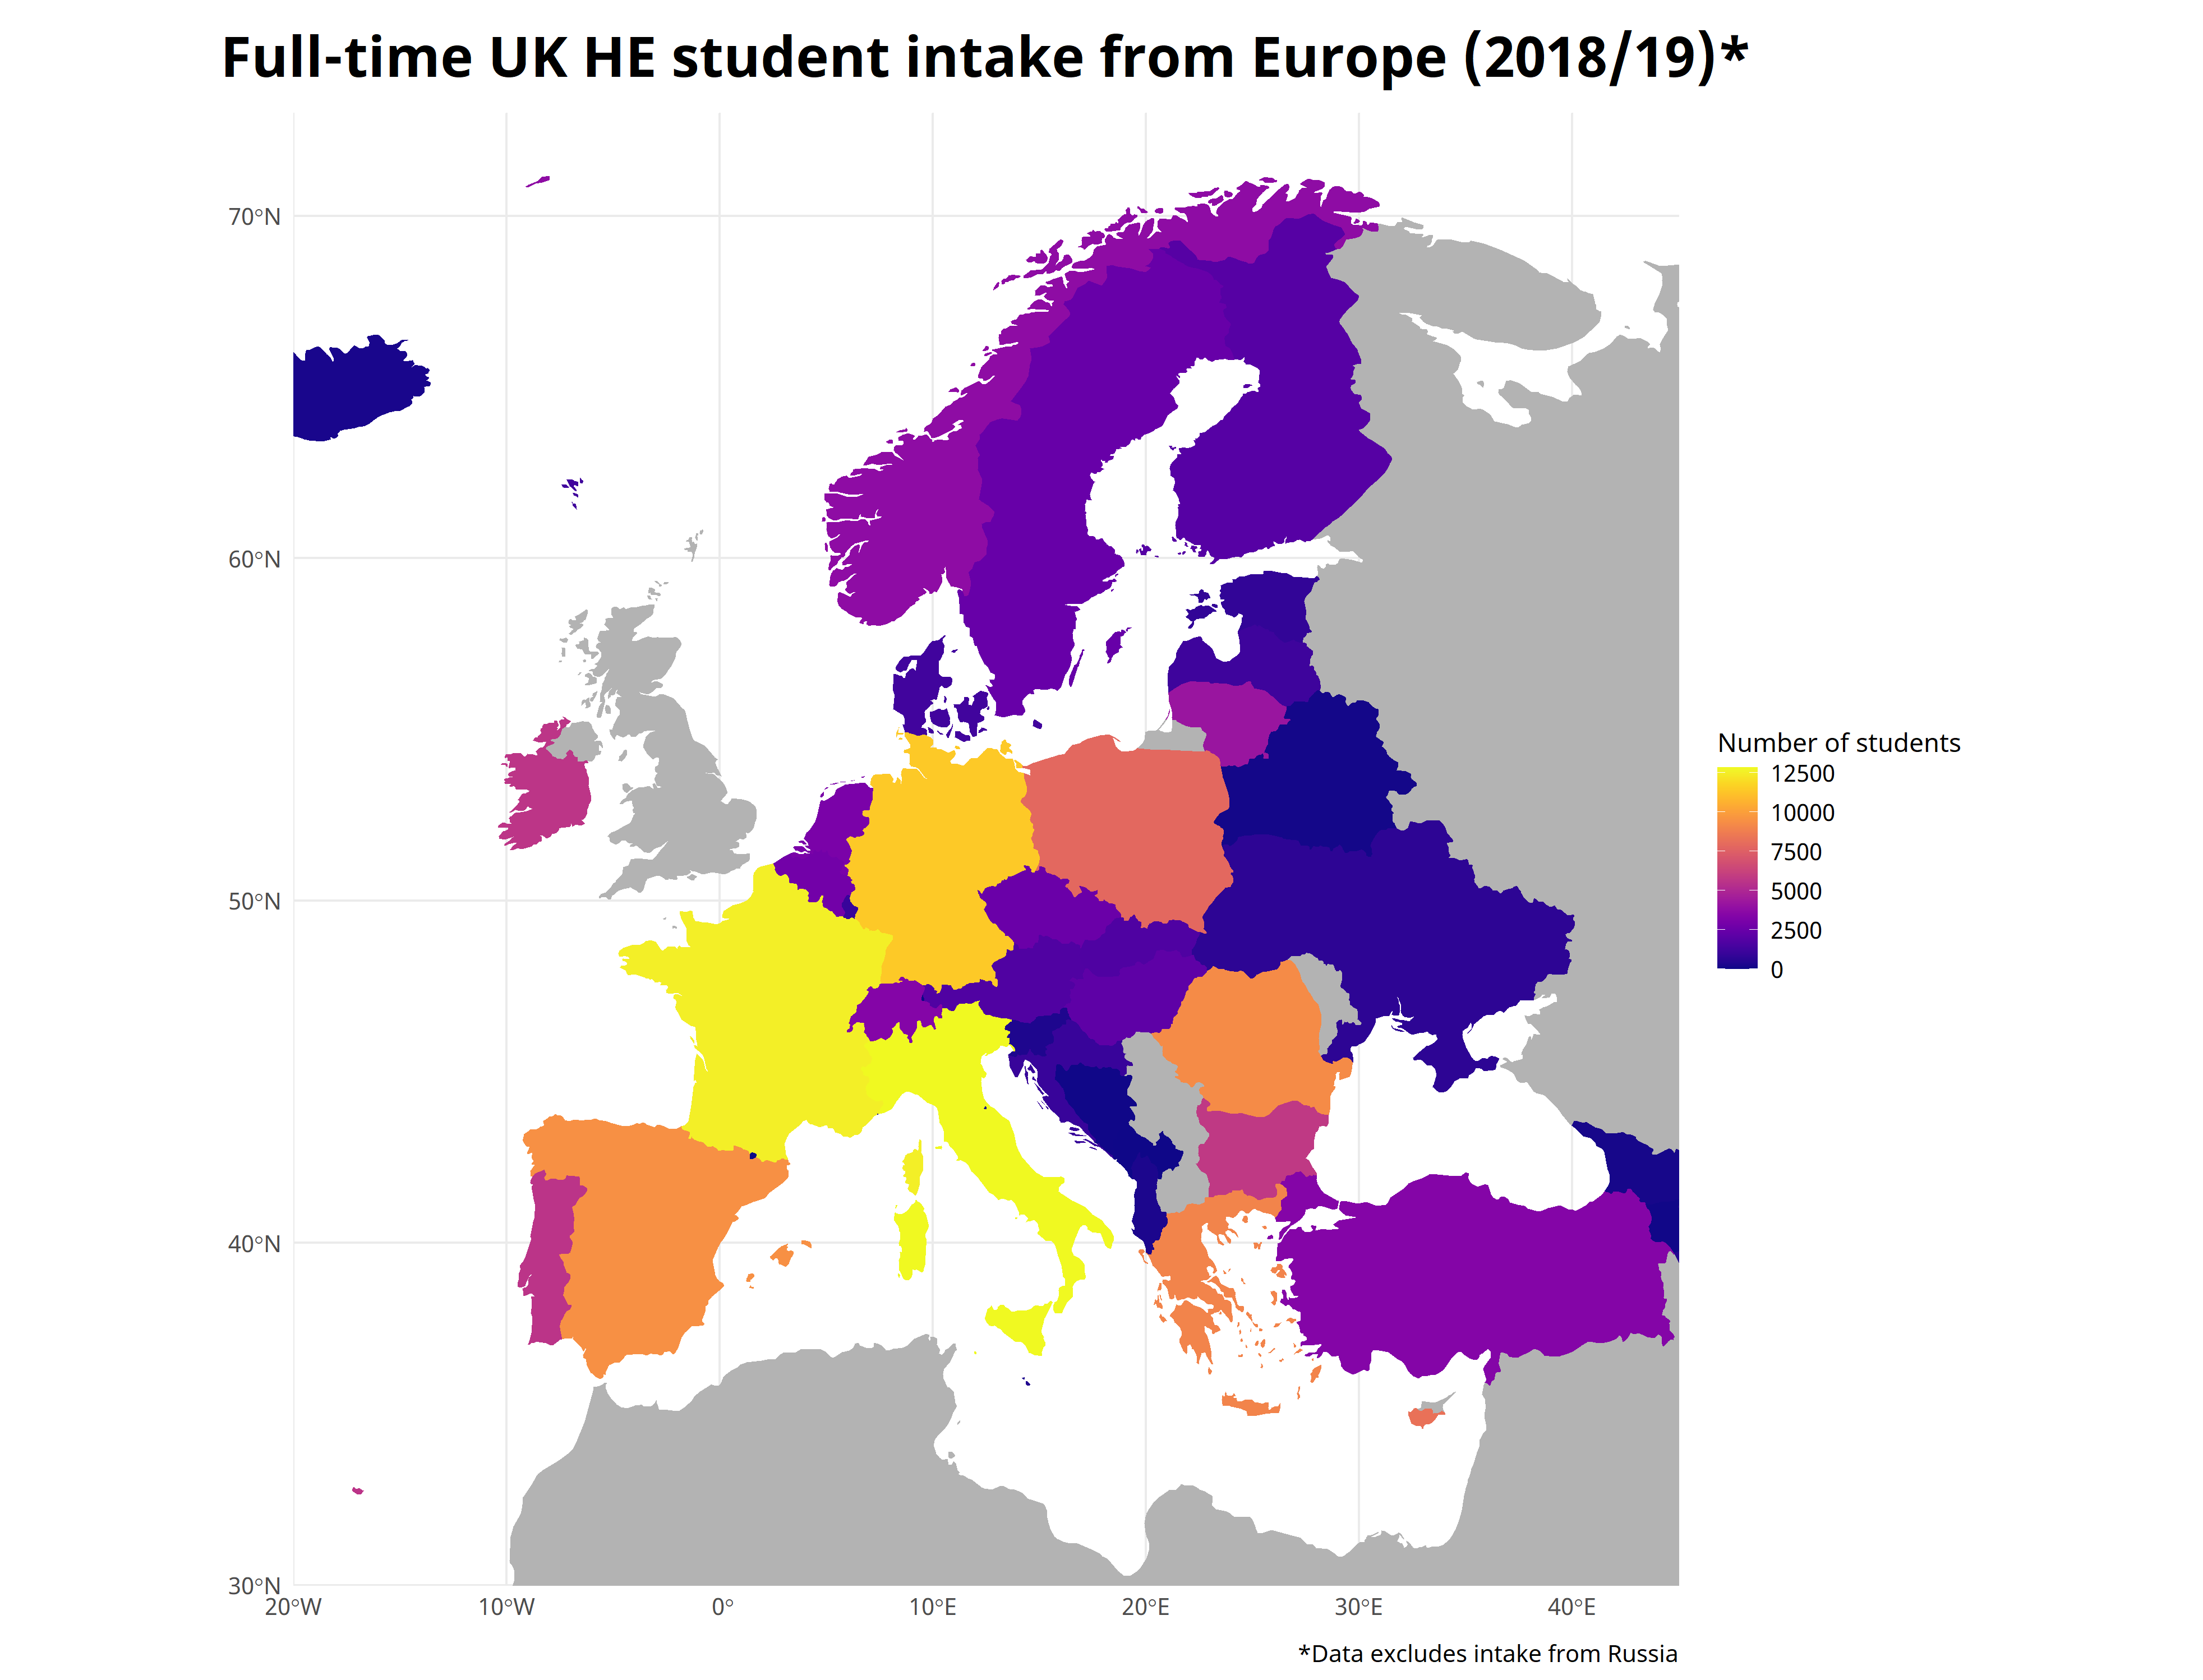 Full-time UK HE student intake from Europe (2018/19)*
70°N
60°N
50°N
40°N
30°N
20°W 10°W 0° 10°E 20°E 30°E 40°E
Number of students
12500
10000
7500
5000
2500
0
*Data excludes intake from Russia